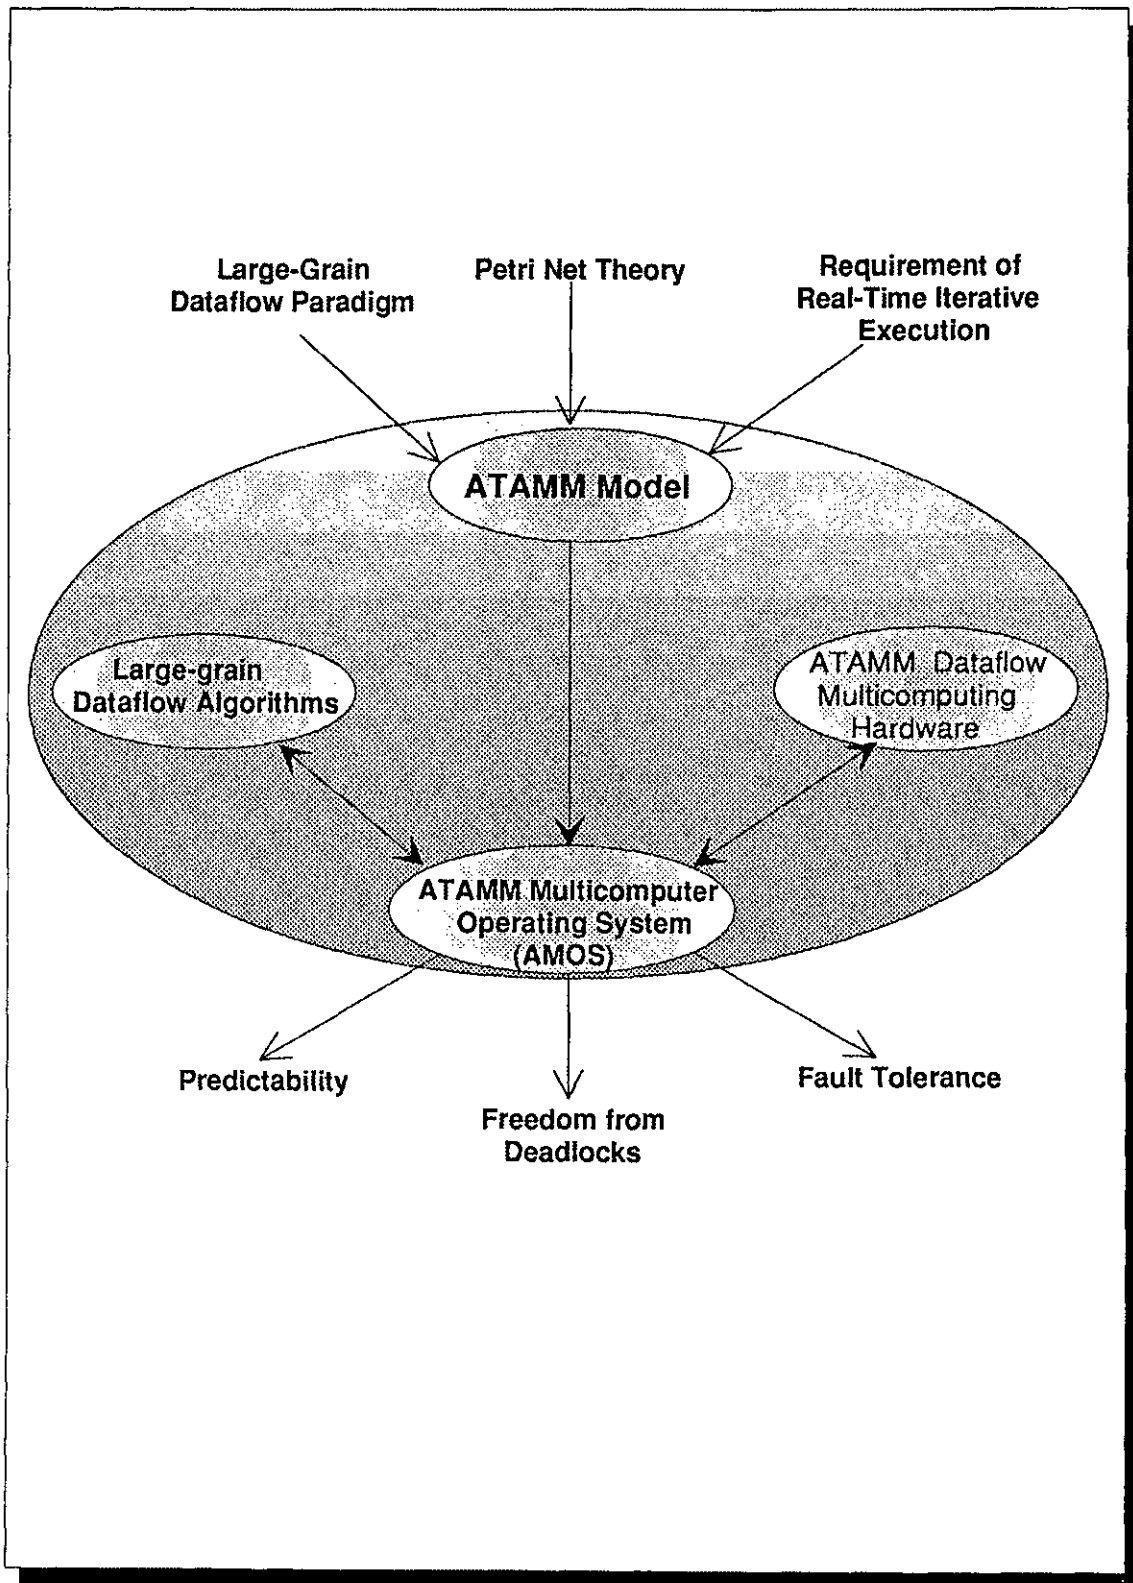 Large-Grain
Dataflow Paradigm
Petri Net Theory
Requirement of
Real-Time Iterative
Execution
ATAMM Model
Large-grain
Dataflow Algorithms
ATAMM Dataflow
Multicomputing
Hardware
ATAMM Multicomputer
Operating System
(AMOS)
Predictability
Freedom from
Deadlocks
Fault Tolerance